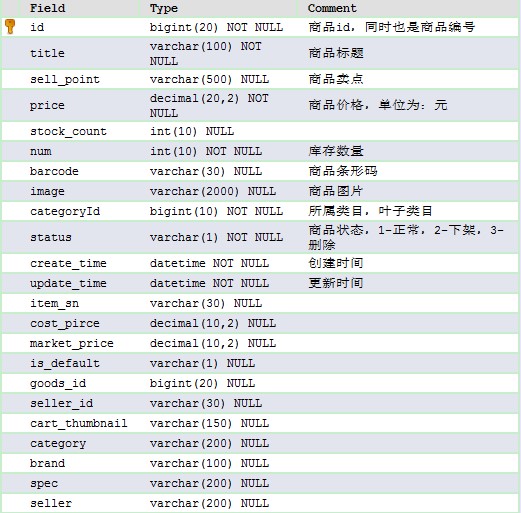 Field Type Comment
id bigint(20) NOT NULL 商品id，同时也是商品编号
title varchar(100) NOT NULL 商品标题
sell_point varchar(500) NULL 商品卖点
price decimal(20,2) NOT NULL 商品价格，单位为：元
stock_count int(10) NULL
num int(10) NOT NULL 库存数量
barcode varchar(30) NULL 商品条形码
image varchar(2000) NULL 商品图片
categoryId bigint(10) NOT NULL 所属类目，叶子类目
status varchar(1) NOT NULL 商品状态，1-正常，2-下架，3-删除
create_time datetime NOT NULL 创建时间
update_time datetime NOT NULL 更新时间
item_sn varchar(30) NULL
cost_pirce decimal(10,2) NULL
market_price decimal(10,2) NULL
is_default varchar(1) NULL
goods_id bigint(20) NULL
seller_id varchar(30) NULL
cart_thumbnail varchar(150) NULL
category varchar(200) NULL
brand varchar(100) NULL
spec varchar(200) NULL
seller varchar(200) NULL